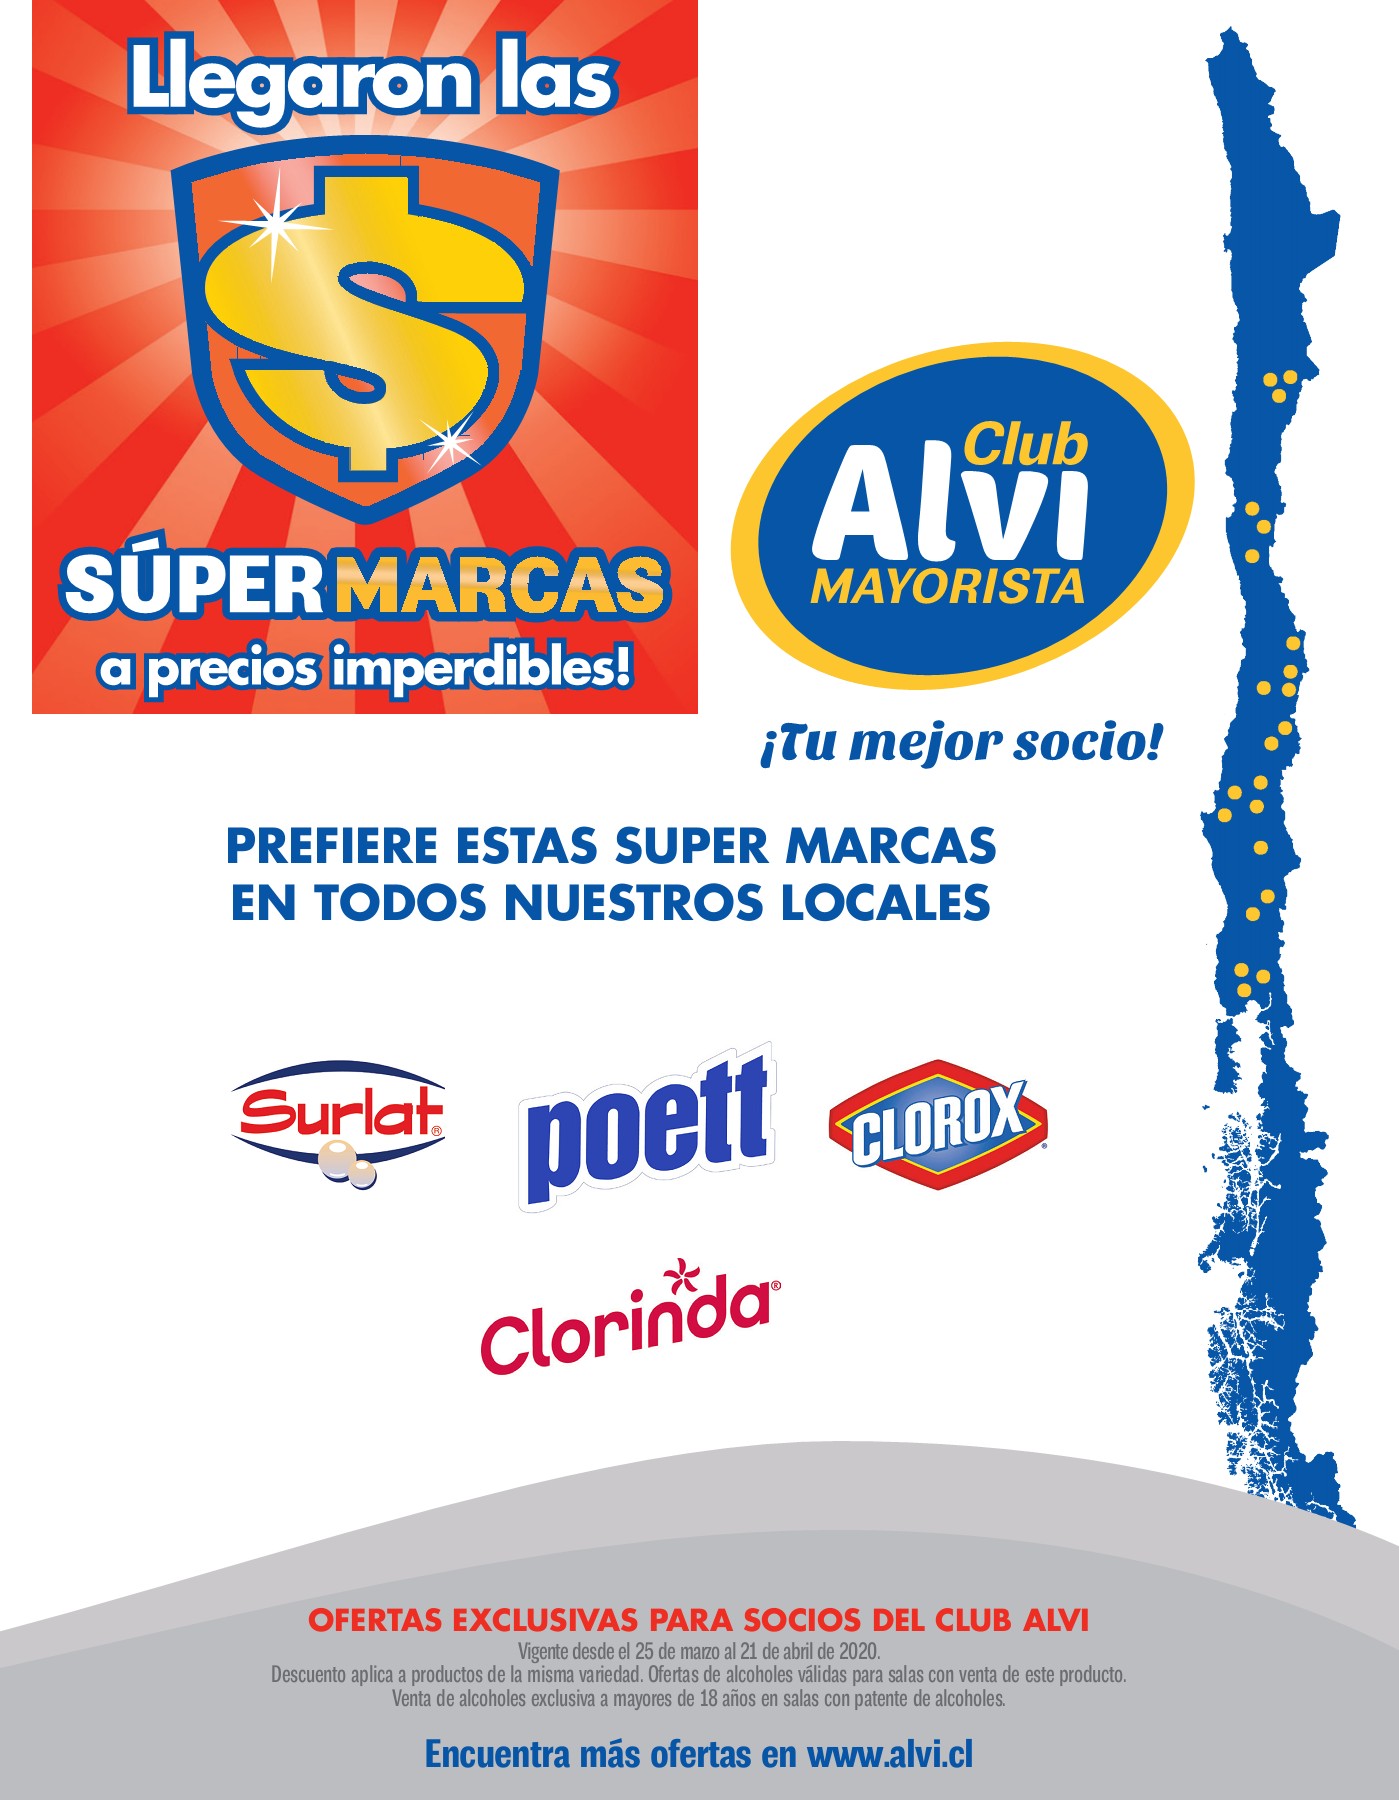 Llegaron las
$
SÚPER MARCAS
a precios imperdibles!
Club
Alvi
MAYORISTA
¡Tu mejor socio!
PREFIERE ESTAS SUPER MARCAS
EN TODOS NUESTROS LOCALES
Surlat®
poett
CLOROX®
Clorinda®
OFERTAS EXCLUSIVAS PARA SOCIOS DEL CLUB ALVI
Vigente desde el 25 de marzo al 21 de abril de 2020.
Descuento aplica a productos de la misma variedad. Ofertas de alcoholes válidas para salas con venta de este producto.
Venta de alcoholes exclusiva a mayores de 18 años en salas con patente de alcoholes.
Encuentra más ofertas en www.alvi.cl